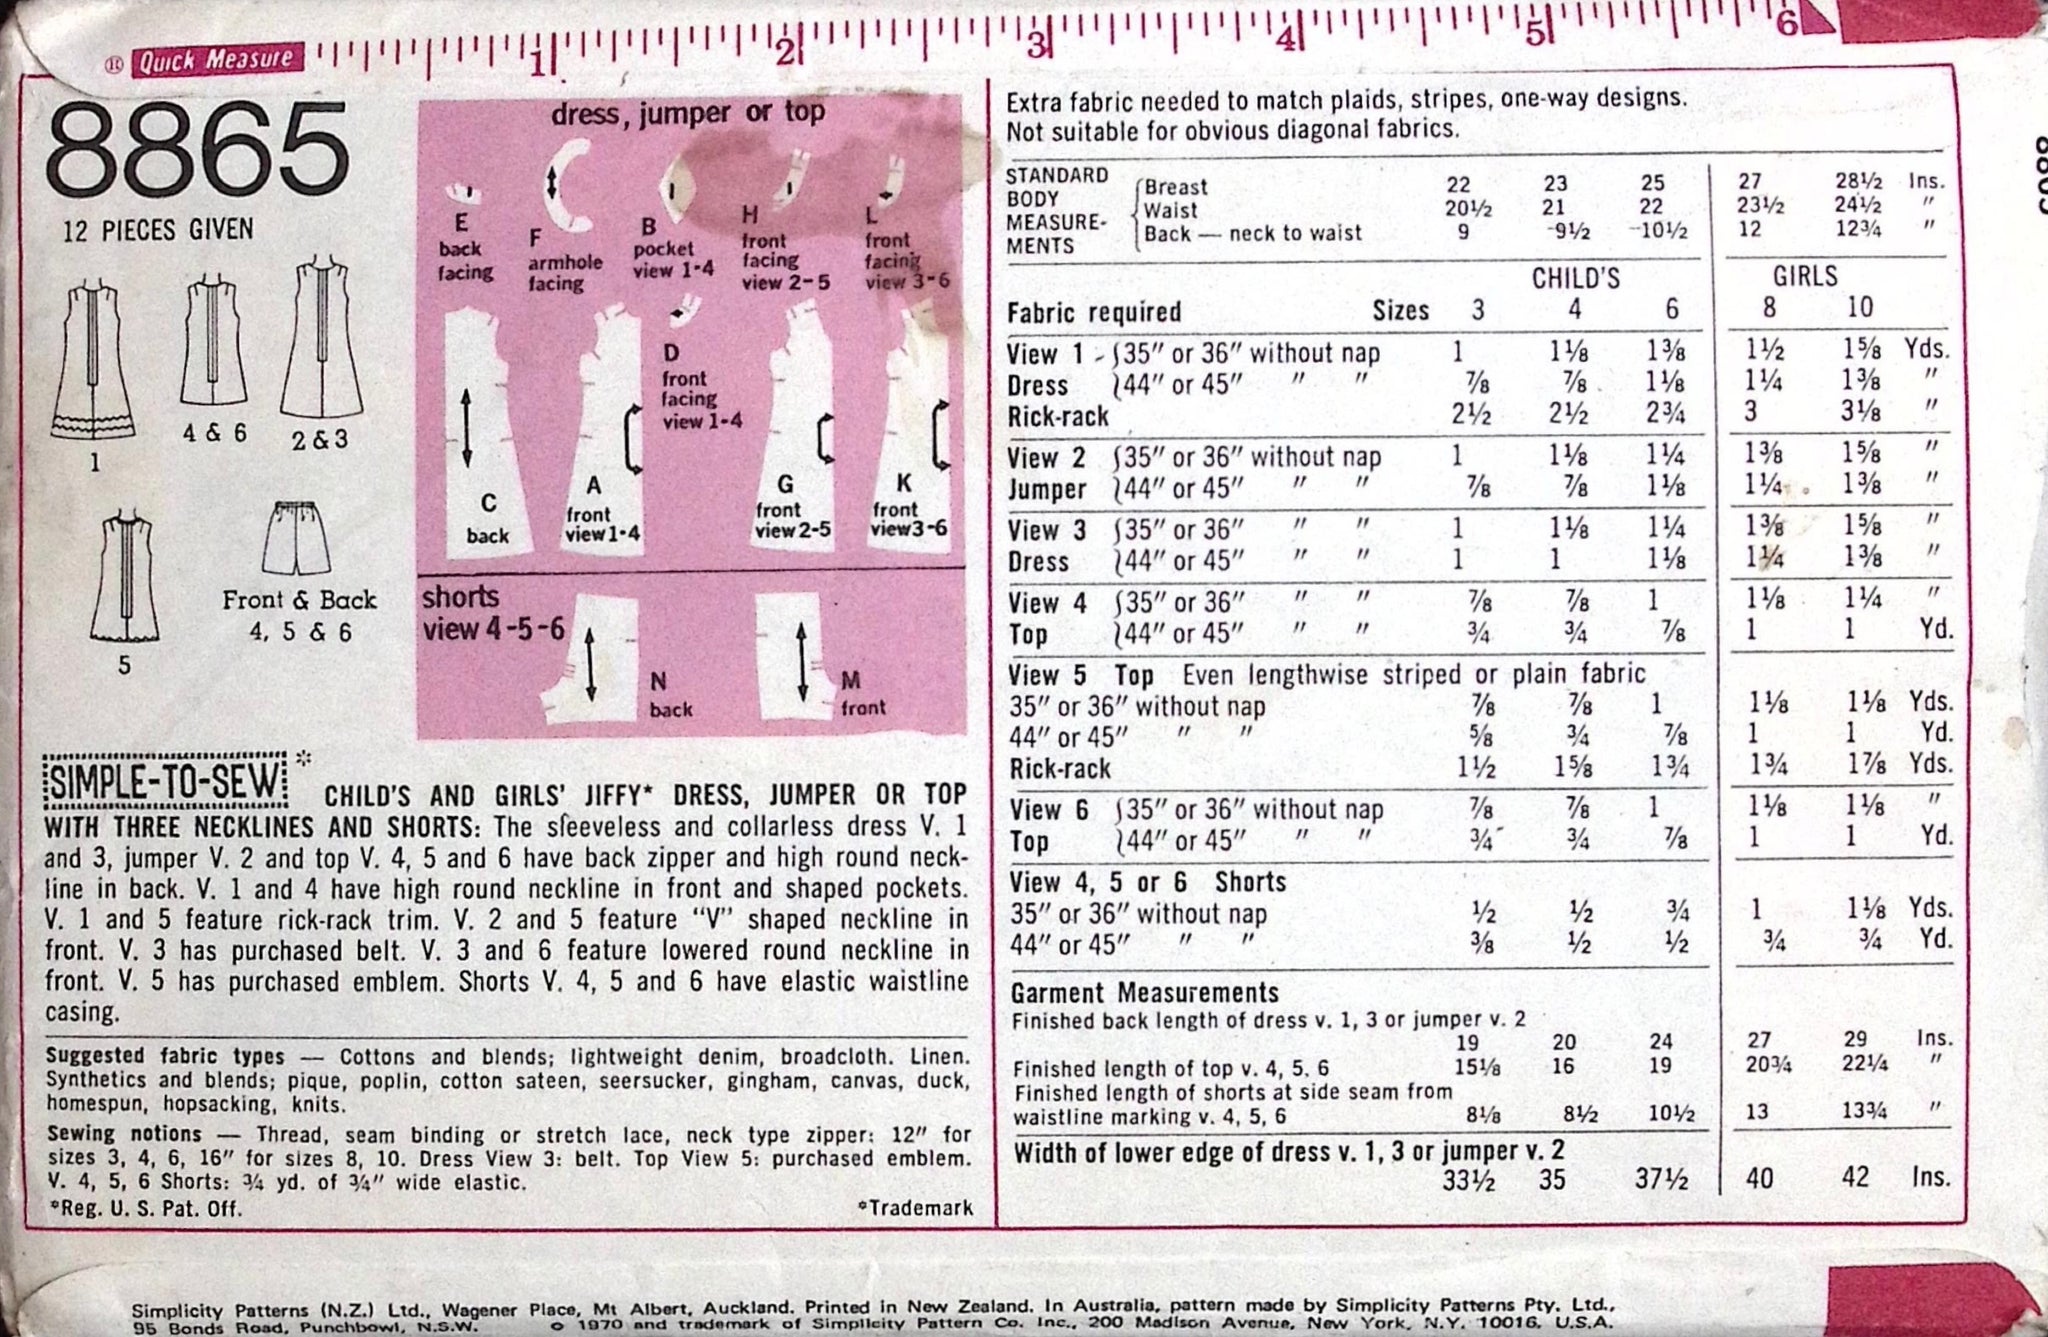 ® Quick Measure 1 2 3 4 5 6
8865
12 PIECES GIVEN
1
4 & 6
2 & 3
5
Front & Back
4, 5 & 6
dress, jumper or top
E
back
facing
F
armhole
facing
B
pocket
view 1-4
H
front
facing
view 2-5
L
front
facing
view 3-6
D
front
facing
view 1-4
C
back
A
front
view 1-4
G
front
view 2-5
K
front
view 3-6
shorts
view 4-5-6
N
back
M
front
SIMPLE-TO-SEW* CHILD'S AND GIRLS' JIFFY* DRESS, JUMPER OR TOP
WITH THREE NECKLINES AND SHORTS: The sleeveless and collarless dress V. 1
and 3, jumper V. 2 and top V. 4, 5 and 6 have back zipper and high round neck-
line in back. V. 1 and 4 have high round neckline in front and shaped pockets.
V. 1 and 5 feature rick-rack trim. V. 2 and 5 feature "V" shaped neckline in
front. V. 3 has purchased belt. V. 3 and 6 feature lowered round neckline in
front. V. 5 has purchased emblem. Shorts V. 4, 5 and 6 have elastic waistline
casing.
Suggested fabric types — Cottons and blends; lightweight denim, broadcloth. Linen.
Synthetics and blends; pique, poplin, cotton sateen, seersucker, gingham, canvas, duck,
homespun, hopsacking, knits.
Sewing notions — Thread, seam binding or stretch lace, neck type zipper: 12" for
sizes 3, 4, 6, 16" for sizes 8, 10. Dress View 3: belt. Top View 5: purchased emblem.
V. 4, 5, 6 Shorts: ¾ yd. of ¾" wide elastic.
*Reg. U. S. Pat. Off. *Trademark
Extra fabric needed to match plaids, stripes, one-way designs.
Not suitable for obvious diagonal fabrics.
STANDARD BODY MEASURE-MENTS
Breast 22 23 25 27 28½ Ins.
Waist 20½ 21 22 23½ 24½ "
Back — neck to waist 9 9½ 10½ 12 12¾ "
CHILD'S GIRLS
Fabric required Sizes 3 4 6 8 10
View 1 35" or 36" without nap 1 1⅛ 1⅜ 1½ 1⅝ Yds.
Dress 44" or 45" " " ⅞ ⅞ 1⅛ 1¼ 1⅜ "
Rick-rack 2½ 2½ 2¾ 3 3⅛ "
View 2 35" or 36" without nap 1 1⅛ 1¼ 1⅜ 1⅝ "
Jumper 44" or 45" " " ⅞ ⅞ 1⅛ 1¼ 1⅜ "
View 3 35" or 36" " " 1 1⅛ 1¼ 1⅜ 1⅝ "
Dress 44" or 45" " " 1 1 1⅛ 1¼ 1⅜ "
View 4 35" or 36" " " ⅞ ⅞ 1 1⅛ 1¼ "
Top 44" or 45" " " ¾ ¾ ⅞ 1 1 Yd.
View 5 Top Even lengthwise striped or plain fabric
35" or 36" without nap ⅞ ⅞ 1 1⅛ 1⅛ Yds.
44" or 45" " " ⅝ ¾ ⅞ 1 1 Yd.
Rick-rack 1½ 1⅝ 1¾ 1¾ 1⅞ Yds.
View 6 35" or 36" without nap ⅞ ⅞ 1 1⅛ 1⅛ "
Top 44" or 45" " " ¾ ¾ ⅞ 1 1 Yd.
View 4, 5 or 6 Shorts
35" or 36" without nap ½ ½ ¾ 1 1⅛ Yds.
44" or 45" " " ⅜ ½ ½ ¾ ¾ Yd.
Garment Measurements
Finished back length of dress v. 1, 3 or jumper v. 2
19 20 24 27 29 Ins.
Finished length of top v. 4, 5, 6 15⅛ 16 19 20¾ 22¼ "
Finished length of shorts at side seam from
waistline marking v. 4, 5, 6 8⅛ 8½ 10½ 13 13¾ "
Width of lower edge of dress v. 1, 3 or jumper v. 2
33½ 35 37½ 40 42 Ins.
8865
Simplicity Patterns (N.Z.) Ltd., Wagener Place, Mt Albert, Auckland. Printed in New Zealand. In Australia, pattern made by Simplicity Patterns Pty. Ltd.,
95 Bonds Road, Punchbowl, N.S.W. © 1970 and trademark of Simplicity Pattern Co. Inc., 200 Madison Avenue, New York, N.Y. 10016. U.S.A.